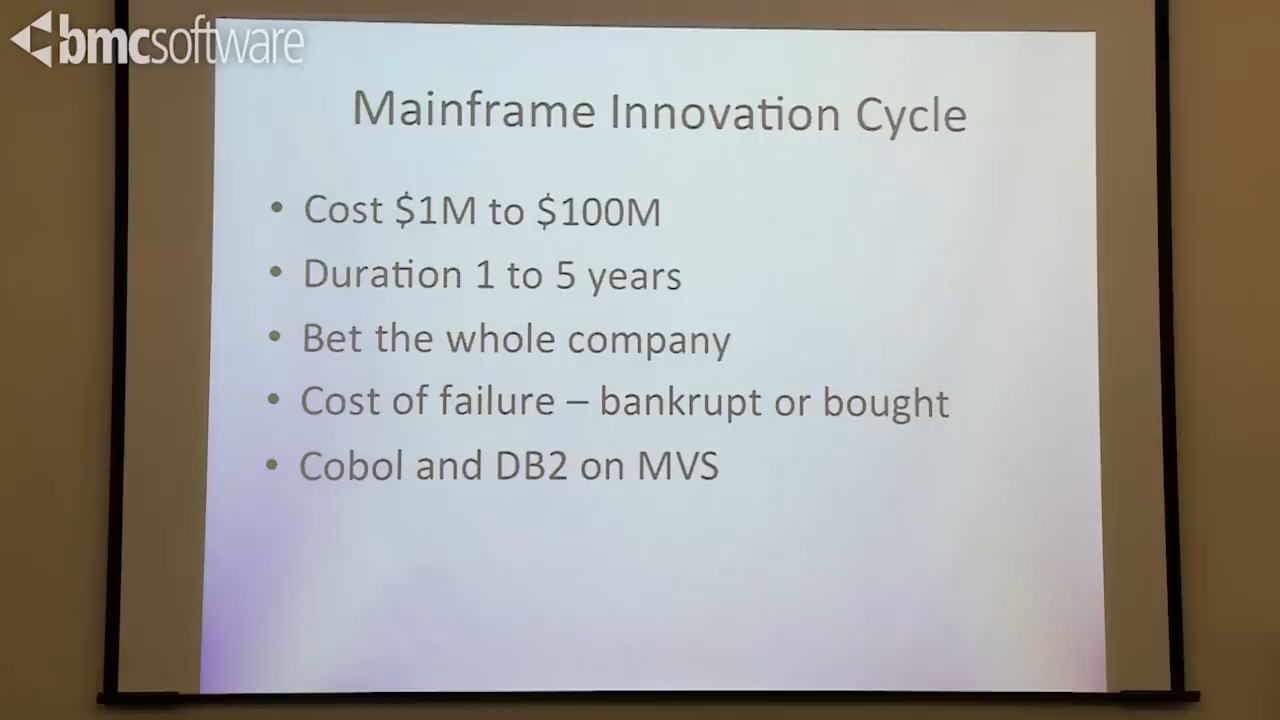 bmcsoftware
Mainframe Innovation Cycle
• Cost $1M to $100M
• Duration 1 to 5 years
• Bet the whole company
• Cost of failure – bankrupt or bought
• Cobol and DB2 on MVS